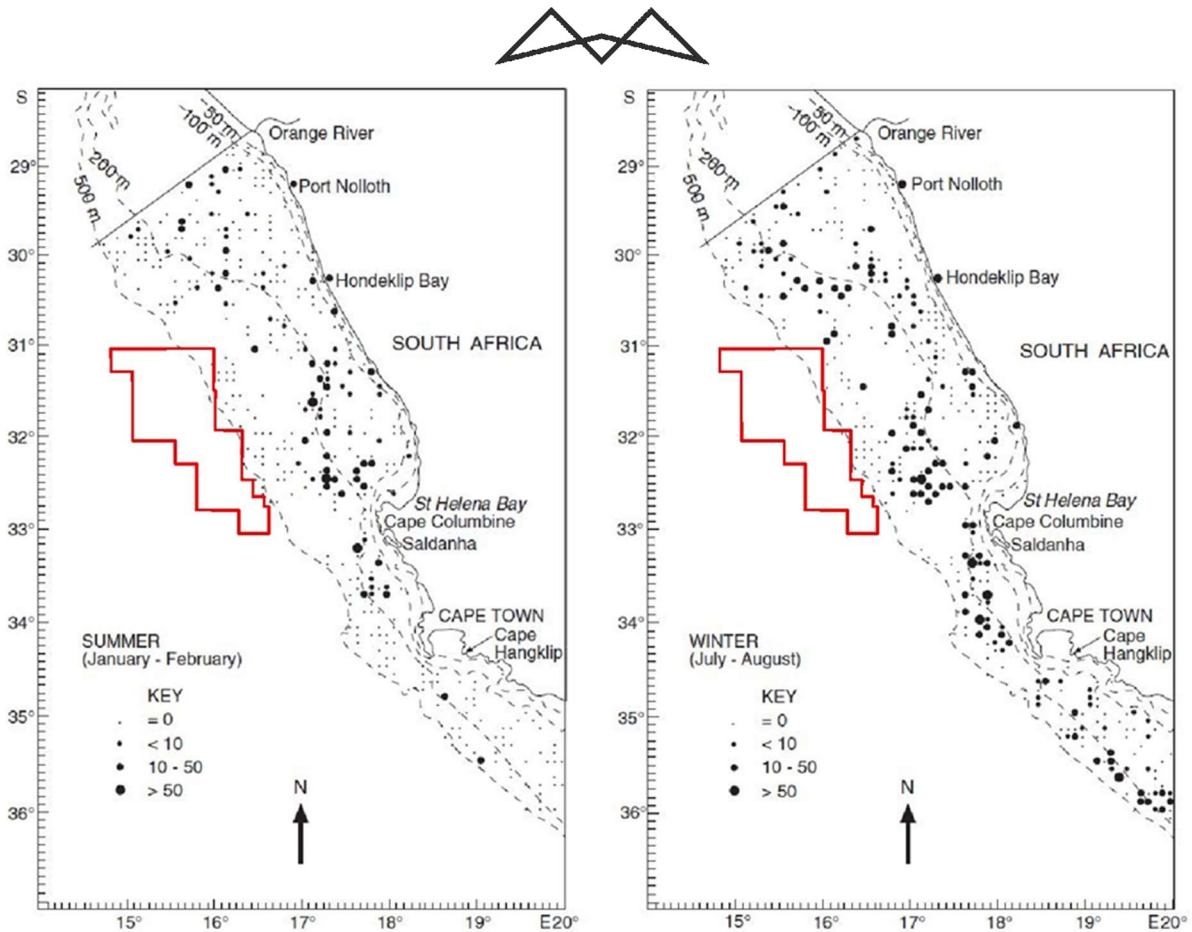 S
29°
30°
31°
32°
33°
34°
35°
36°
15°
16°
17°
18°
19°
E20°
50 m
100 m
200 m
500 m
Orange River
Port Nolloth
Hondeklip Bay
SOUTH AFRICA
St Helena Bay
Cape Columbine
Saldanha
CAPE TOWN
Cape
Hangklip
SUMMER
(January - February)
KEY
= 0
< 10
10 - 50
> 50
N
S
29°
30°
31°
32°
33°
34°
35°
36°
15°
16°
17°
18°
19°
E20°
50 m
100 m
200 m
500 m
Orange River
Port Nolloth
Hondeklip Bay
SOUTH AFRICA
St Helena Bay
Cape Columbine
Saldanha
CAPE TOWN
Cape
Hangklip
WINTER
(July - August)
KEY
= 0
< 10
10 - 50
> 50
N